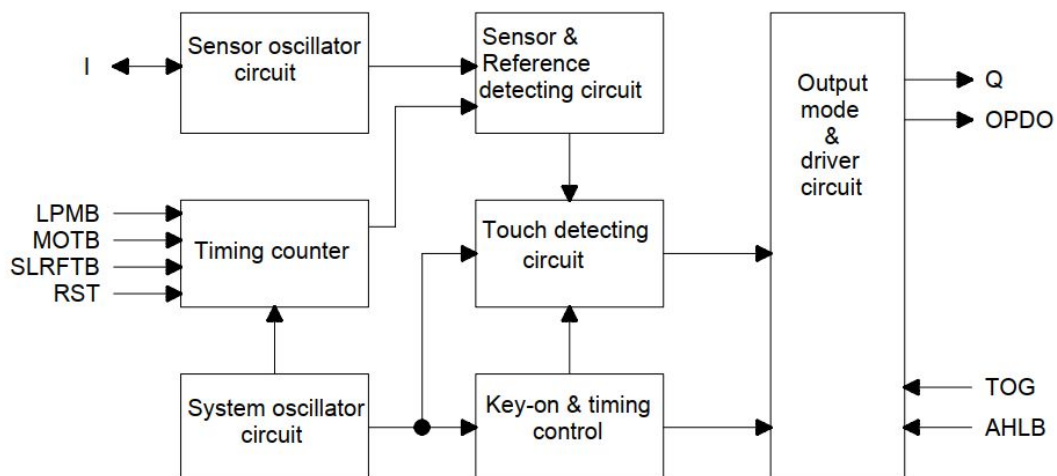 I
Sensor oscillator
circuit
Sensor &
Reference
detecting circuit
Output
mode
&
driver
circuit
Q
OPDO
LPMB
MOTB
SLRFTB
RST
Timing counter
Touch detecting
circuit
System oscillator
circuit
Key-on & timing
control
TOG
AHLB